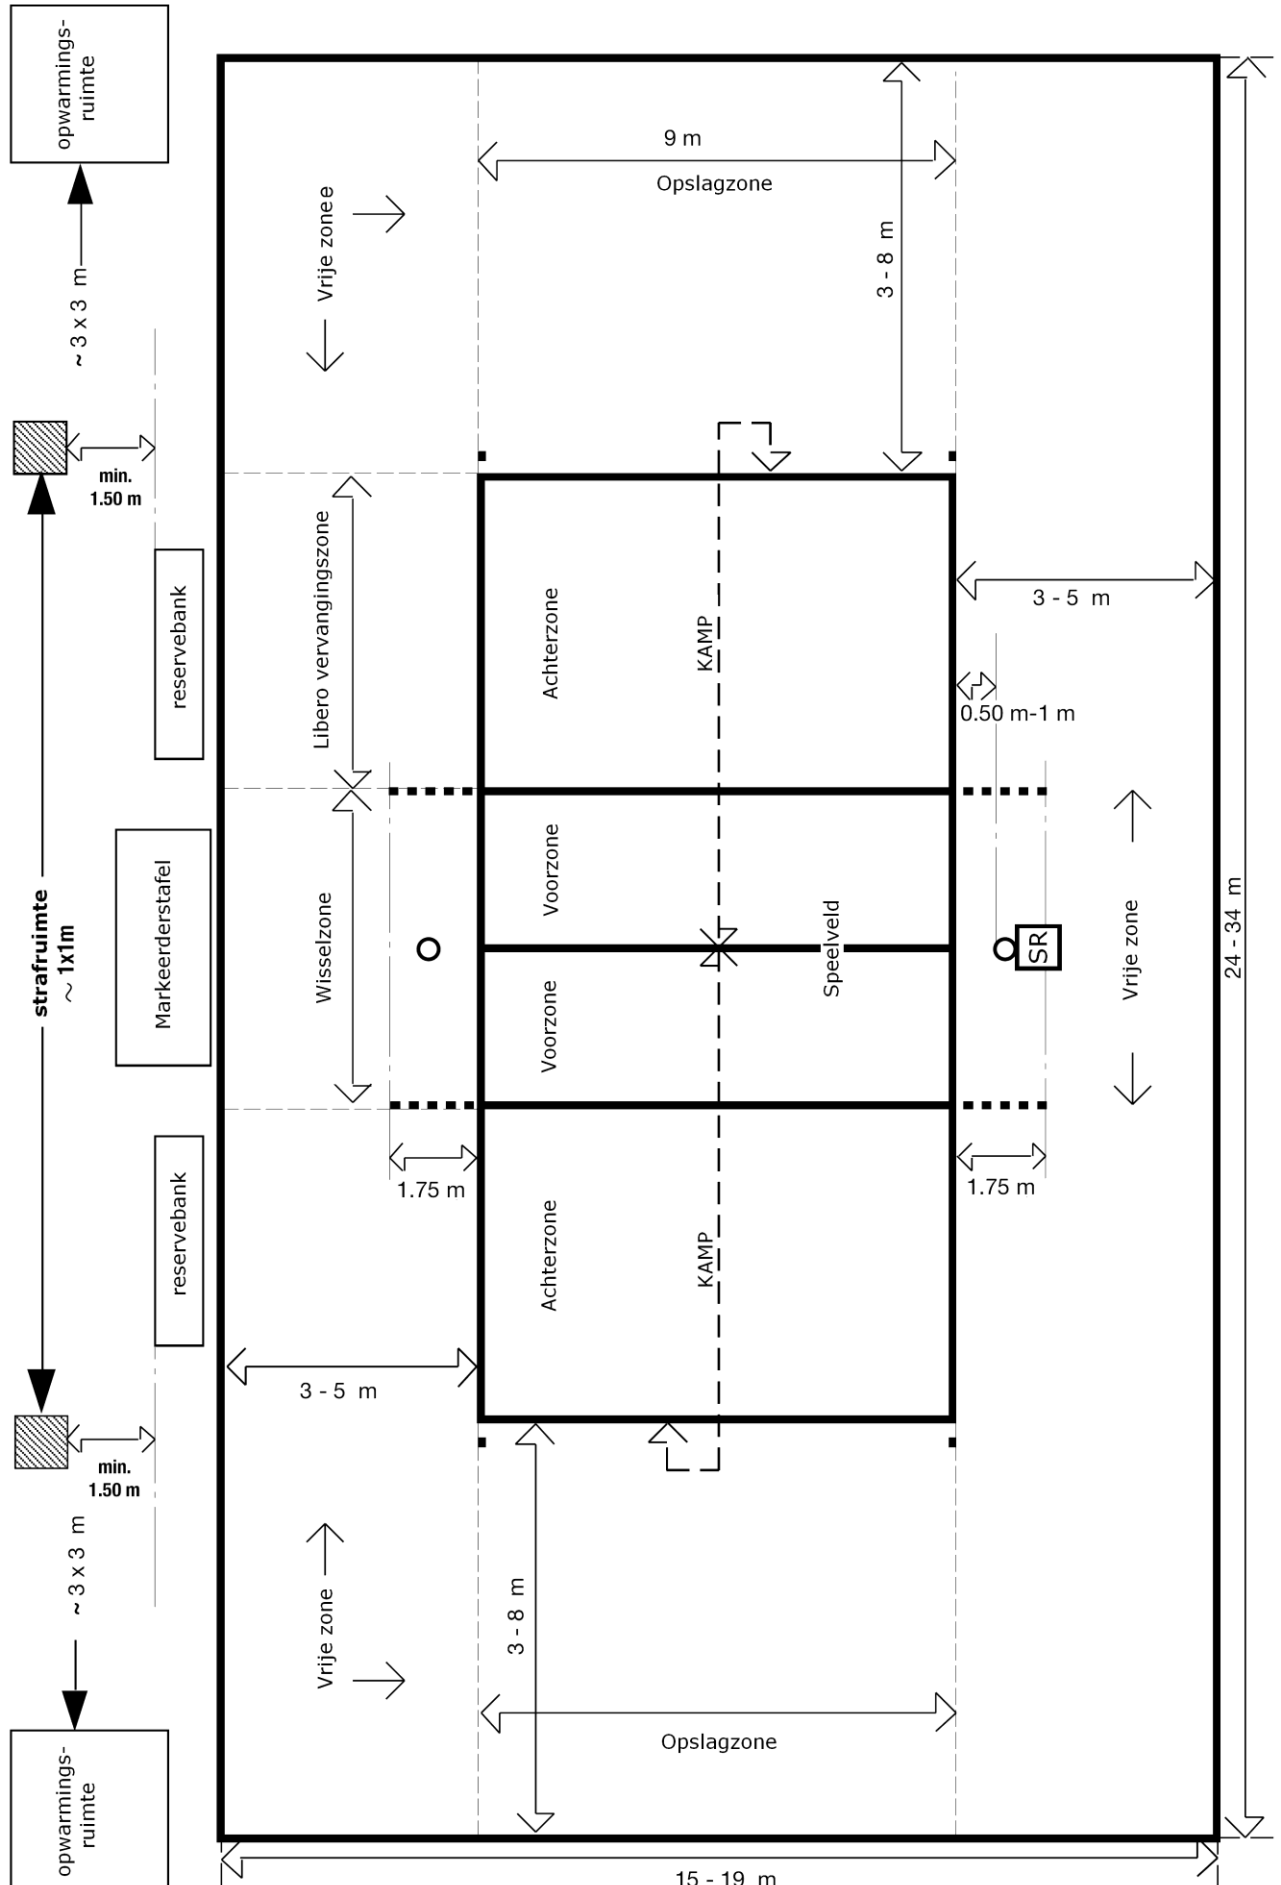 opwarmings-
ruimte
~ 3 x 3 m
min.
1.50 m
strafruimte
~ 1x1m
reservebank
Markeerderstafel
reservebank
min.
1.50 m
~ 3 x 3 m
opwarmings-
ruimte
9 m
Opslagzone
3 - 8 m
Vrije zonee
Libero vervangingszone
Achterzone
KAMP
3 - 5 m
0.50 m-1 m
Wisselzone
Voorzone
Speelveld
SR
Vrije zone
24 - 34 m
Voorzone
1.75 m
1.75 m
Achterzone
KAMP
3 - 5 m
Vrije zone
3 - 8 m
Opslagzone
15 - 19 m